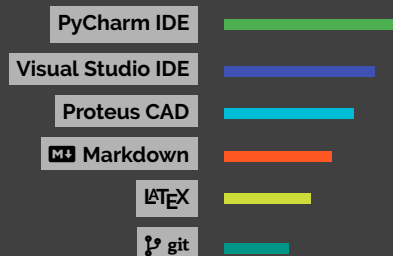 PyCharm IDE
Visual Studio IDE
Proteus CAD
M↓ Markdown
LATEX
git